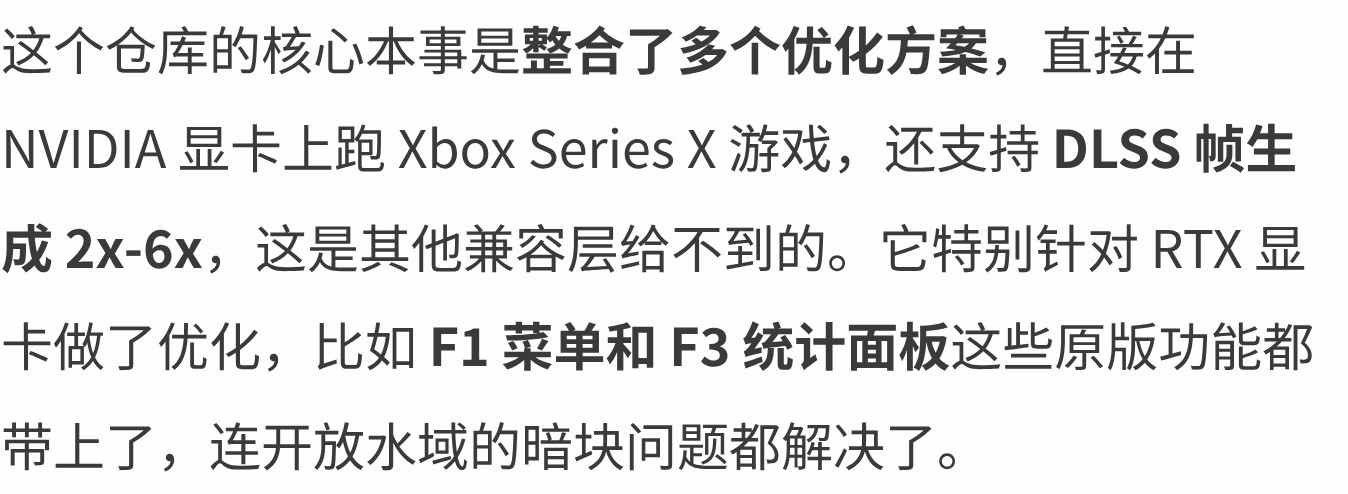 这个仓库的核心本事是整合了多个优化方案，直接在
NVIDIA 显卡上跑 Xbox Series X 游戏，还支持 DLSS 帧生
成 2x-6x，这是其他兼容层给不到的。它特别针对 RTX 显
卡做了优化，比如 F1 菜单和 F3 统计面板这些原版功能都
带上了，连开放水域的暗块问题都解决了。